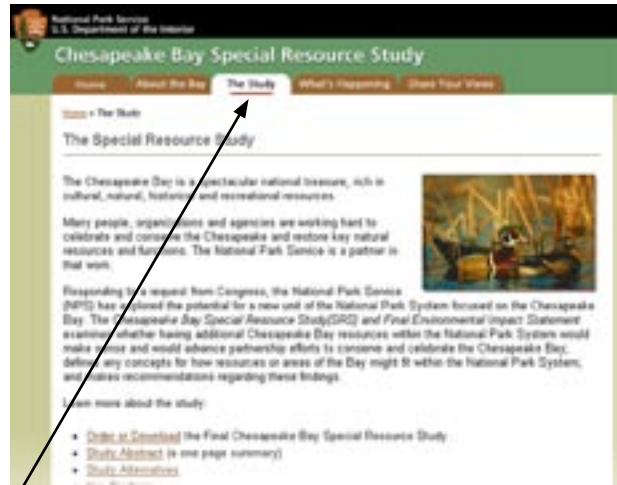 National Park Service
U.S. Department of the Interior
Chesapeake Bay Special Resource Study
Home About the Bay The Study What's Happening Share Your Views
Home > The Study
The Special Resource Study
The Chesapeake Bay is a spectacular national treasure, rich in
cultural, natural, historical and recreational resources.
Many people, organizations and agencies are working hard to
celebrate and conserve the Chesapeake and restore key natural
resources and functions. The National Park Service is a partner in
that work.
Responding to a request from Congress, the National Park Service
(NPS) has explored the potential for a new unit of the National Park System focused on the Chesapeake
Bay. The Chesapeake Bay Special Resource Study(SRS) and Final Environmental Impact Statement
examines whether having additional Chesapeake Bay resources within the National Park System would
make sense and would advance partnership efforts to conserve and celebrate the Chesapeake Bay,
defines any concepts for how resources or areas of the Bay might fit within the National Park System,
and makes recommendations regarding these findings.
Learn more about the study:
Order or Download the Final Chesapeake Bay Special Resource Study
Study Abstract (a one page summary)
Study Alternatives